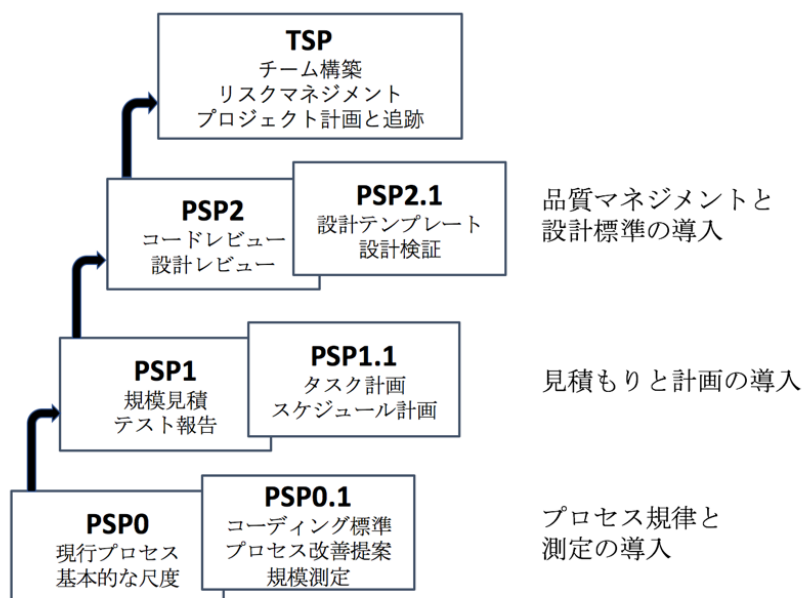 TSP
チーム構築
リスクマネジメント
プロジェクト計画と追跡
PSP2
コードレビュー
設計レビュー
PSP2.1
設計テンプレート
設計検証
品質マネジメントと
設計標準の導入
PSP1
規模見積
テスト報告
PSP1.1
タスク計画
スケジュール計画
見積もりと計画の導入
PSP0
現行プロセス
基本的な尺度
PSP0.1
コーディング標準
プロセス改善提案
規模測定
プロセス規律と
測定の導入